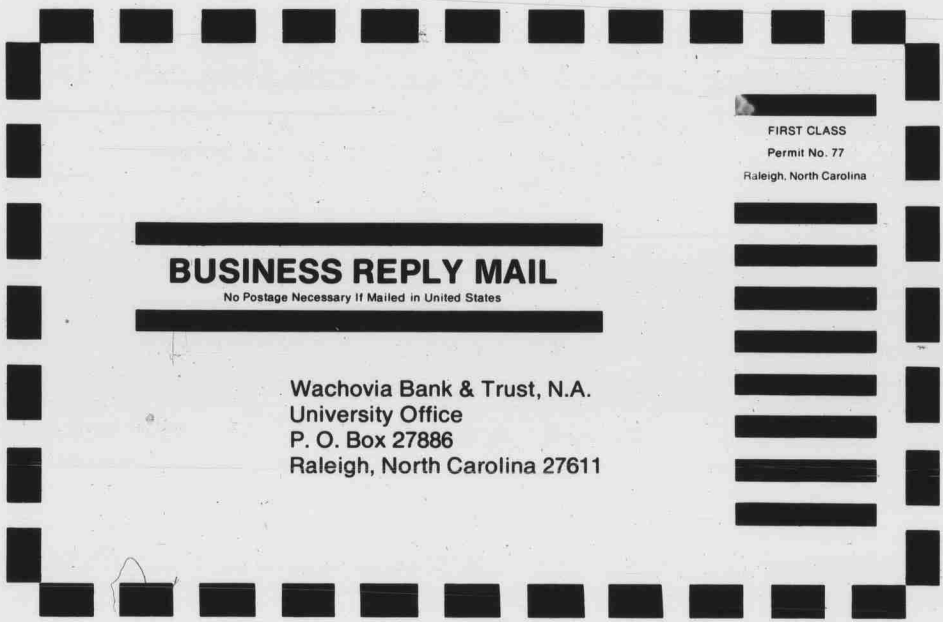 FIRST CLASS
Permit No. 77
Raleigh, North Carolina
BUSINESS REPLY MAIL
No Postage Necessary If Mailed in United States
Wachovia Bank & Trust, N.A.
University Office
P. O. Box 27886
Raleigh, North Carolina 27611